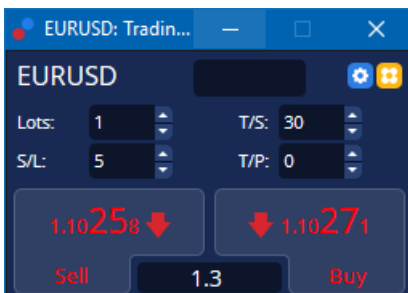 EURUSD: Tradin...
EURUSD
Lots: 1 T/S: 30
S/L: 5 T/P: 0
1.10258 1.10271
Sell 1.3 Buy